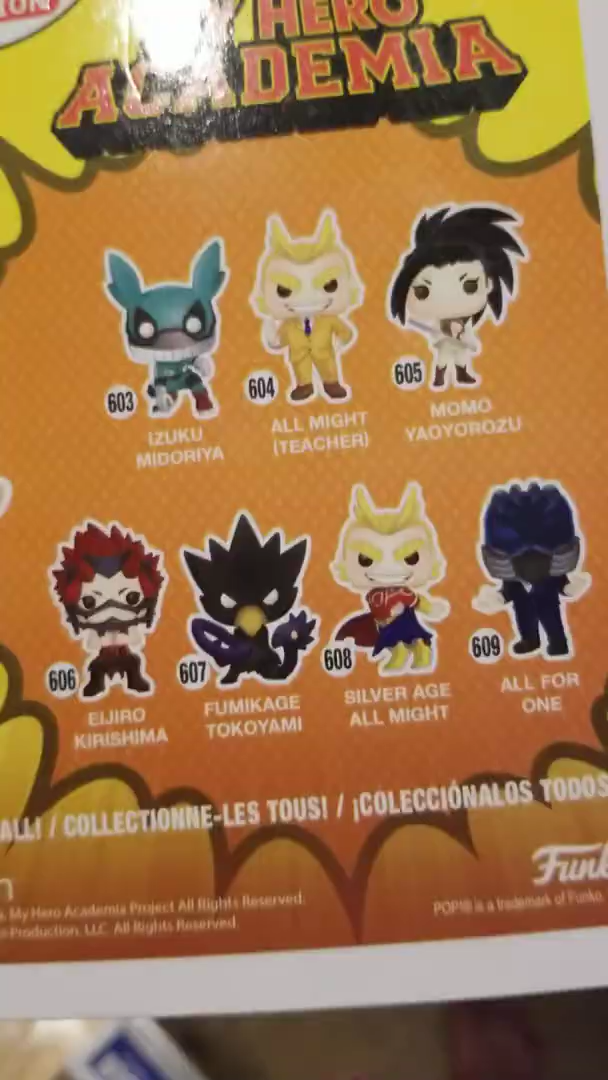 HERO
ACADEMIA
603
IZUKU
MIDORIYA
604
ALL MIGHT
(TEACHER)
605
MOMO
YAOYOROZU
606
EIJIRO
KIRISHIMA
607
FUMIKAGE
TOKOYAMI
608
SILVER AGE
ALL MIGHT
609
ALL FOR
ONE
ALL! / COLLECTIONNE-LES TOUS! / ¡COLECCIÓNALOS TODOS
My Hero Academia Project All Rights Reserved.
Production, LLC. All Rights Reserved.
Funk
POP!® is a trademark of Funko,